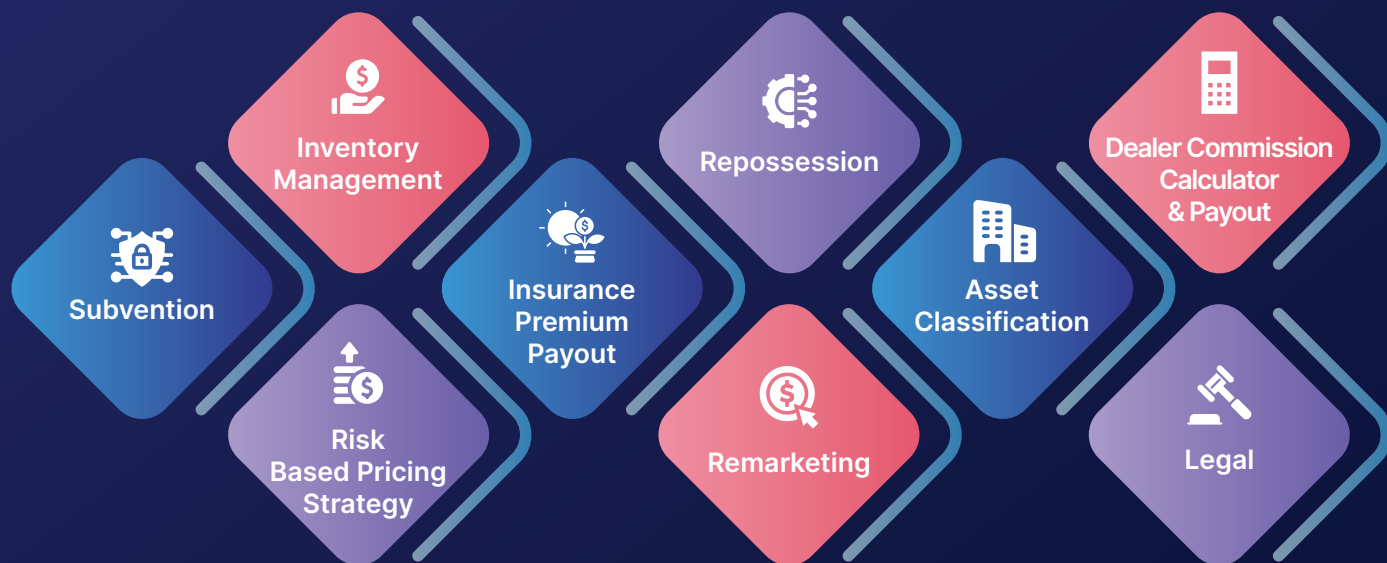 Subvention
Inventory
Management
Risk
Based Pricing
Strategy
Insurance
Premium
Payout
Repossession
Remarketing
Asset
Classification
Dealer Commission
Calculator
& Payout
Legal